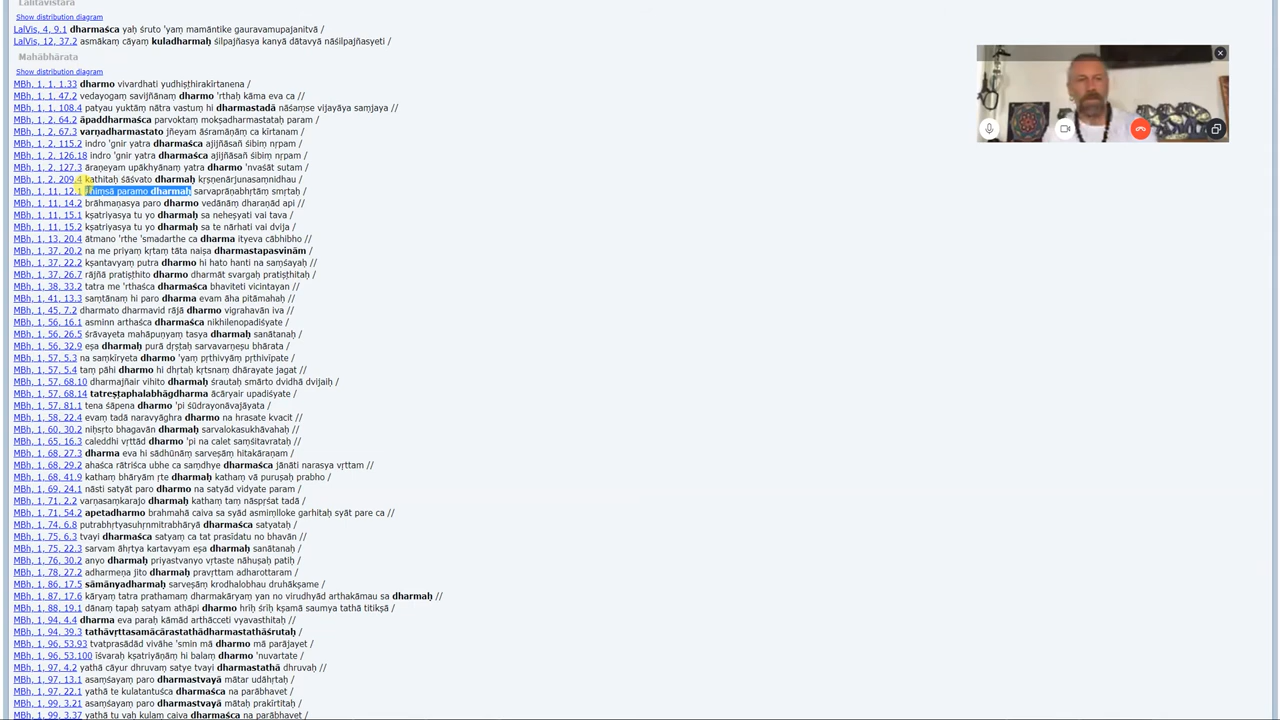 Lalitavistara
Show distribution diagram
LalVis, 4, 9.1 dharmaśca yaḥ śruto 'yaṃ mamāntike gauravamupajanitvā /
LalVis, 12, 37.2 asmākaṃ cāyaṃ kuladharmaḥ śilpajñasya kanyā dātavyā nāśilpajñasyeti /
Mahābhārata
Show distribution diagram
MBh, 1, 1, 1.33 dharmo vivardhati yudhiṣṭhirakīrtanena /
MBh, 1, 1, 47.2 vedayogaṃ savijñānaṃ dharmo 'rthaḥ kāma eva ca //
MBh, 1, 1, 108.4 patyau yuktāṃ nātra vastuṃ hi dharmastadā nāśaṃse vijayāya saṃjaya //
MBh, 1, 2, 64.2 āpaddharmaśca parvoktaṃ mokṣadharmastataḥ param /
MBh, 1, 2, 67.3 varṇadharmastato jñeyam āśramāṇāṃ ca kīrtanam /
MBh, 1, 2, 115.2 indro 'gnir yatra dharmaśca ajijñāsañ śibiṃ nṛpam /
MBh, 1, 2, 126.18 indro 'gnir yatra dharmaśca ajijñāsañ śibiṃ nṛpam /
MBh, 1, 2, 127.3 āraṇeyam upākhyānaṃ yatra dharmo 'nvaśāt sutam /
MBh, 1, 2, 209.4 kathitaḥ śāśvato dharmaḥ kṛṣṇenārjunasaṃnidhau /
MBh, 1, 11, 12.1 ahiṃsā paramo dharmaḥ sarvaprāṇabhṛtāṃ smṛtaḥ /
MBh, 1, 11, 14.2 brāhmaṇasya paro dharmo vedānāṃ dharaṇād api //
MBh, 1, 11, 15.1 kṣatriyasya tu yo dharmaḥ sa neheṣyati vai tava /
MBh, 1, 11, 15.2 kṣatriyasya tu yo dharmaḥ sa te nārhati vai dvija /
MBh, 1, 13, 20.4 ātmano 'rthe 'smadarthe ca dharma ityeva cābhibho //
MBh, 1, 37, 20.2 na me priyaṃ kṛtaṃ tāta naiṣa dharmastapasvinām /
MBh, 1, 37, 22.2 kṣantavyaṃ putra dharmo hi hato hanti na saṃśayaḥ //
MBh, 1, 37, 26.7 rājñā pratiṣṭhito dharmo dharmāt svargaḥ pratiṣṭhitaḥ /
MBh, 1, 38, 33.2 tatra me 'rthaśca dharmaśca bhaviteti vicintayan //
MBh, 1, 41, 13.3 saṃtānaṃ hi paro dharma evam āha pitāmahaḥ //
MBh, 1, 45, 7.2 dharmato dharmavid rājā dharmo vigrahavān iva //
MBh, 1, 56, 16.1 asminn arthaśca dharmaśca nikhilenopadiśyate /
MBh, 1, 56, 26.5 śrāvayeta mahāpuṇyaṃ tasya dharmaḥ sanātanaḥ /
MBh, 1, 56, 32.9 eṣa dharmaḥ purā dṛṣṭaḥ sarvavarṇeṣu bhārata /
MBh, 1, 57, 5.3 na saṃkīryeta dharmo 'yaṃ pṛthivyāṃ pṛthivīpate /
MBh, 1, 57, 5.4 taṃ pāhi dharmo hi dhṛtaḥ kṛtsnaṃ dhārayate jagat //
MBh, 1, 57, 68.10 dharmajñair vihito dharmaḥ śrautaḥ smārto dvidhā dvijaiḥ /
MBh, 1, 57, 68.14 tatreṣṭaphalabhāgdharma ācāryair upadiśyate /
MBh, 1, 57, 81.1 tena śāpena dharmo 'pi śūdrayonāvajāyata /
MBh, 1, 58, 22.4 evaṃ tadā naravyāghra dharmo na hrasate kvacit //
MBh, 1, 60, 30.2 niḥsṛto bhagavān dharmaḥ sarvalokasukhāvahaḥ //
MBh, 1, 65, 16.3 caleddhi vṛttād dharmo 'pi na calet saṃśitavrataḥ //
MBh, 1, 68, 27.3 dharma eva hi sādhūnāṃ sarveṣāṃ hitakāraṇam /
MBh, 1, 68, 29.2 ahaśca rātriśca ubhe ca saṃdhye dharmaśca jānāti narasya vṛttam //
MBh, 1, 68, 41.9 kathaṃ bhāryām ṛte dharmaḥ kathaṃ vā puruṣaḥ prabho /
MBh, 1, 69, 24.1 nāsti satyāt paro dharmo na satyād vidyate param /
MBh, 1, 71, 2.2 varṇasaṃkarajo dharmaḥ kathaṃ taṃ nāspṛśat tadā /
MBh, 1, 71, 54.2 apetadharmo brahmahā caiva sa syād asmiṃlloke garhitaḥ syāt pare ca //
MBh, 1, 74, 6.8 putrabhṛtyasuhṛnmitrabhāryā dharmaśca satyataḥ /
MBh, 1, 75, 6.3 tvayi dharmaśca satyaṃ ca tat prasīdatu no bhavān //
MBh, 1, 75, 22.3 sarvam āhṛtya kartavyam eṣa dharmaḥ sanātanaḥ /
MBh, 1, 76, 30.2 anyo dharmaḥ priyastvanyo vṛtaste nāhuṣaḥ patiḥ /
MBh, 1, 78, 27.2 adharmeṇa jito dharmaḥ pravṛttam adharottaram /
MBh, 1, 86, 17.5 sāmānyadharmaḥ sarveṣāṃ krodhalobhau druhākṣame /
MBh, 1, 87, 17.6 kāryaṃ tatra prathamaṃ dharmakāryaṃ yan no virudhyād arthakāmau sa dharmaḥ //
MBh, 1, 88, 19.1 dānaṃ tapaḥ satyam athāpi dharmo hrīḥ śrīḥ kṣamā saumya tathā titikṣā /
MBh, 1, 94, 4.4 dharma eva paraḥ kāmād arthācceti vyavasthitaḥ //
MBh, 1, 94, 39.3 tathāvṛttasamācārastathādharmastathāśrutaḥ /
MBh, 1, 96, 53.93 tvatprasādād vivāhe 'smin mā dharmo mā parājayet /
MBh, 1, 96, 53.100 īśvaraḥ kṣatriyāṇāṃ hi balaṃ dharmo 'nuvartate /
MBh, 1, 97, 4.2 yathā cāyur dhruvaṃ satye tvayi dharmastathā dhruvaḥ //
MBh, 1, 97, 13.1 asaṃśayaṃ paro dharmastvayā mātar udāhṛtaḥ /
MBh, 1, 97, 22.1 yathā te kulatantuśca dharmaśca na parābhavet /
MBh, 1, 99, 3.21 asaṃśayaṃ paro dharmastvayā mātaḥ prakīrtitaḥ /
MBh, 1, 99, 3.37 yathā tu vaḥ kulaṃ caiva dharmaśca na parābhavet /